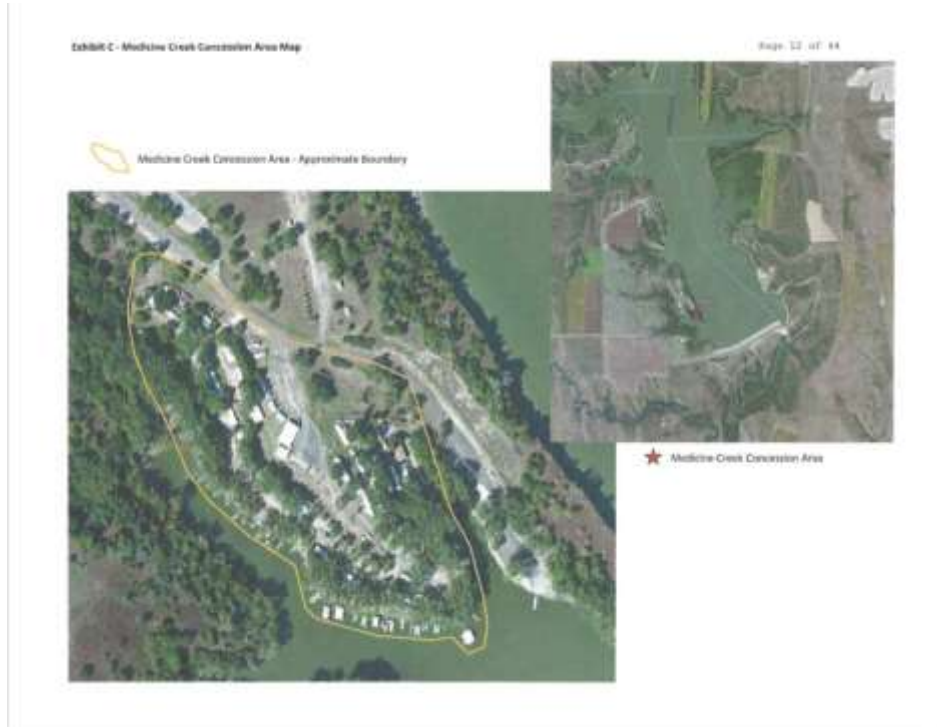 Exhibit C - Medicine Creek Concession Area Map
Page 12 of 44
Medicine Creek Concession Area - Approximate Boundary
Medicine Creek Concession Area